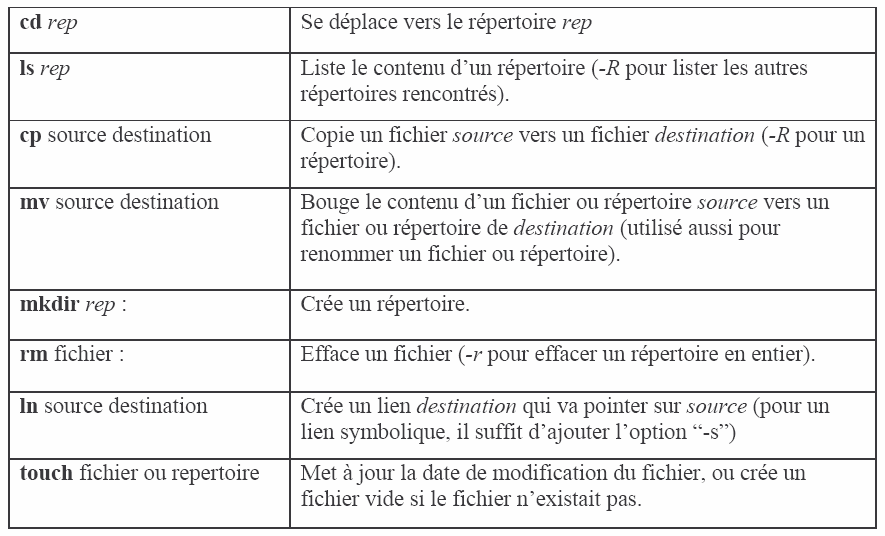 cd rep
Se déplace vers le répertoire rep
ls rep
Liste le contenu d’un répertoire (-R pour lister les autres
répertoires rencontrés).
cp source destination
Copie un fichier source vers un fichier destination (-R pour un
répertoire).
mv source destination
Bouge le contenu d’un fichier ou répertoire source vers un
fichier ou répertoire de destination (utilisé aussi pour
renommer un fichier ou répertoire).
mkdir rep :
Crée un répertoire.
rm fichier :
Efface un fichier (-r pour effacer un répertoire en entier).
ln source destination
Crée un lien destination qui va pointer sur source (pour un
lien symbolique, il suffit d’ajouter l’option “-s”)
touch fichier ou repertoire
Met à jour la date de modification du fichier, ou crée un
fichier vide si le fichier n’existait pas.